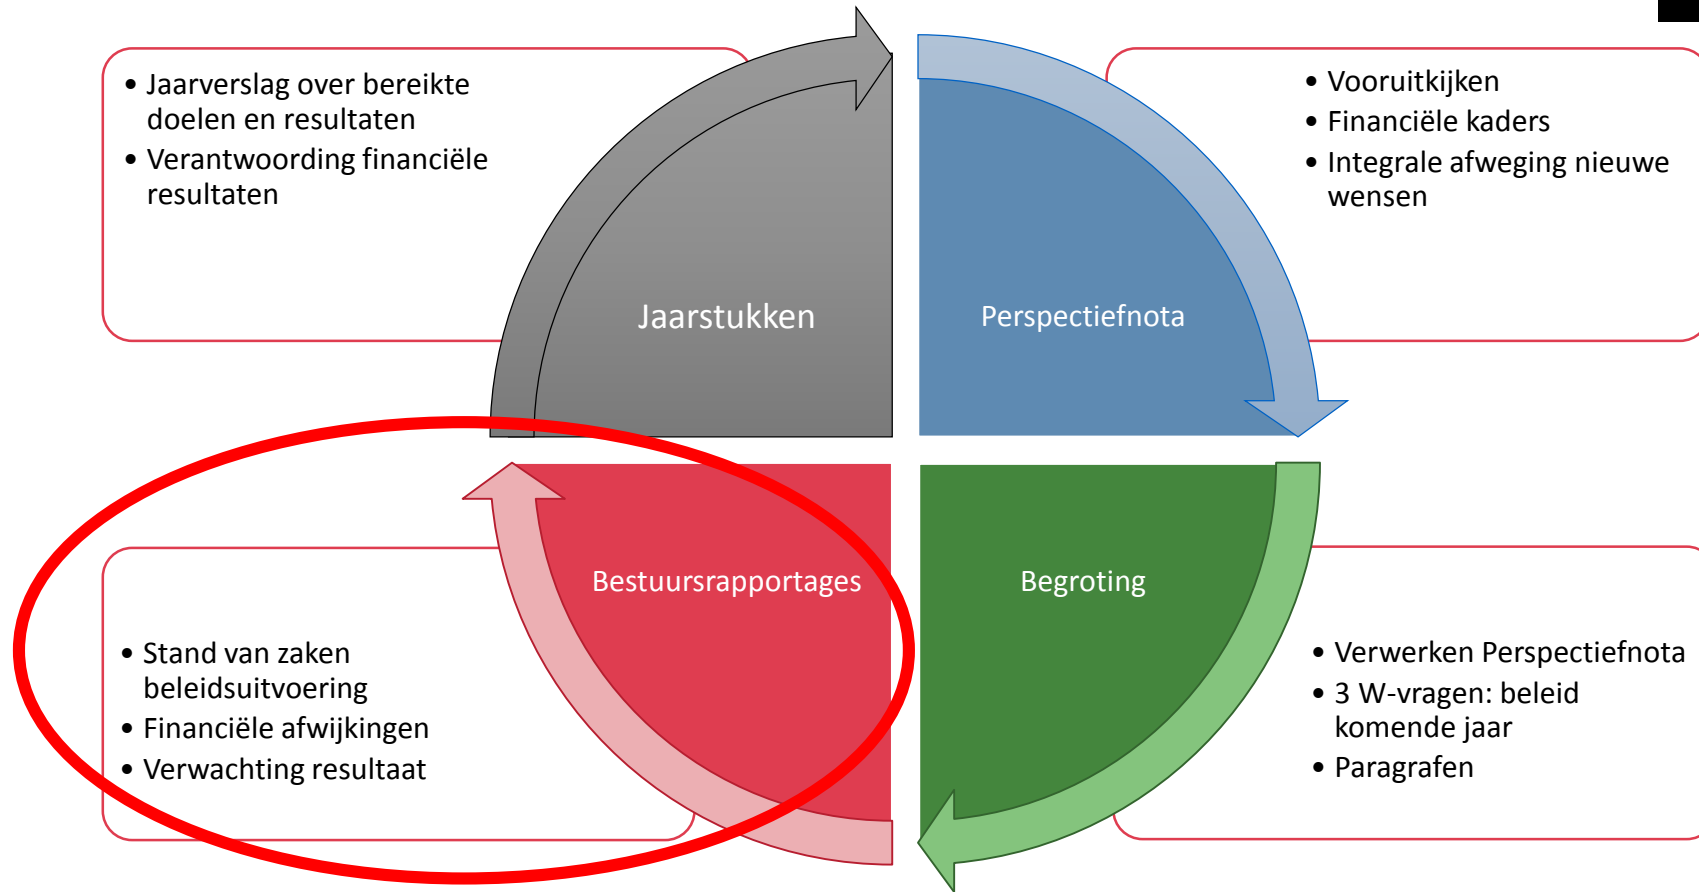 • Jaarverslag over bereikte
doelen en resultaten
• Verantwoording financiële
resultaten
• Vooruitkijken
• Financiële kaders
• Integrale afweging nieuwe
wensen
Jaarstukken
Perspectiefnota
Bestuursrapportages
Begroting
• Stand van zaken
beleidsuitvoering
• Financiële afwijkingen
• Verwachting resultaat
• Verwerken Perspectiefnota
• 3 W-vragen: beleid
komende jaar
• Paragrafen